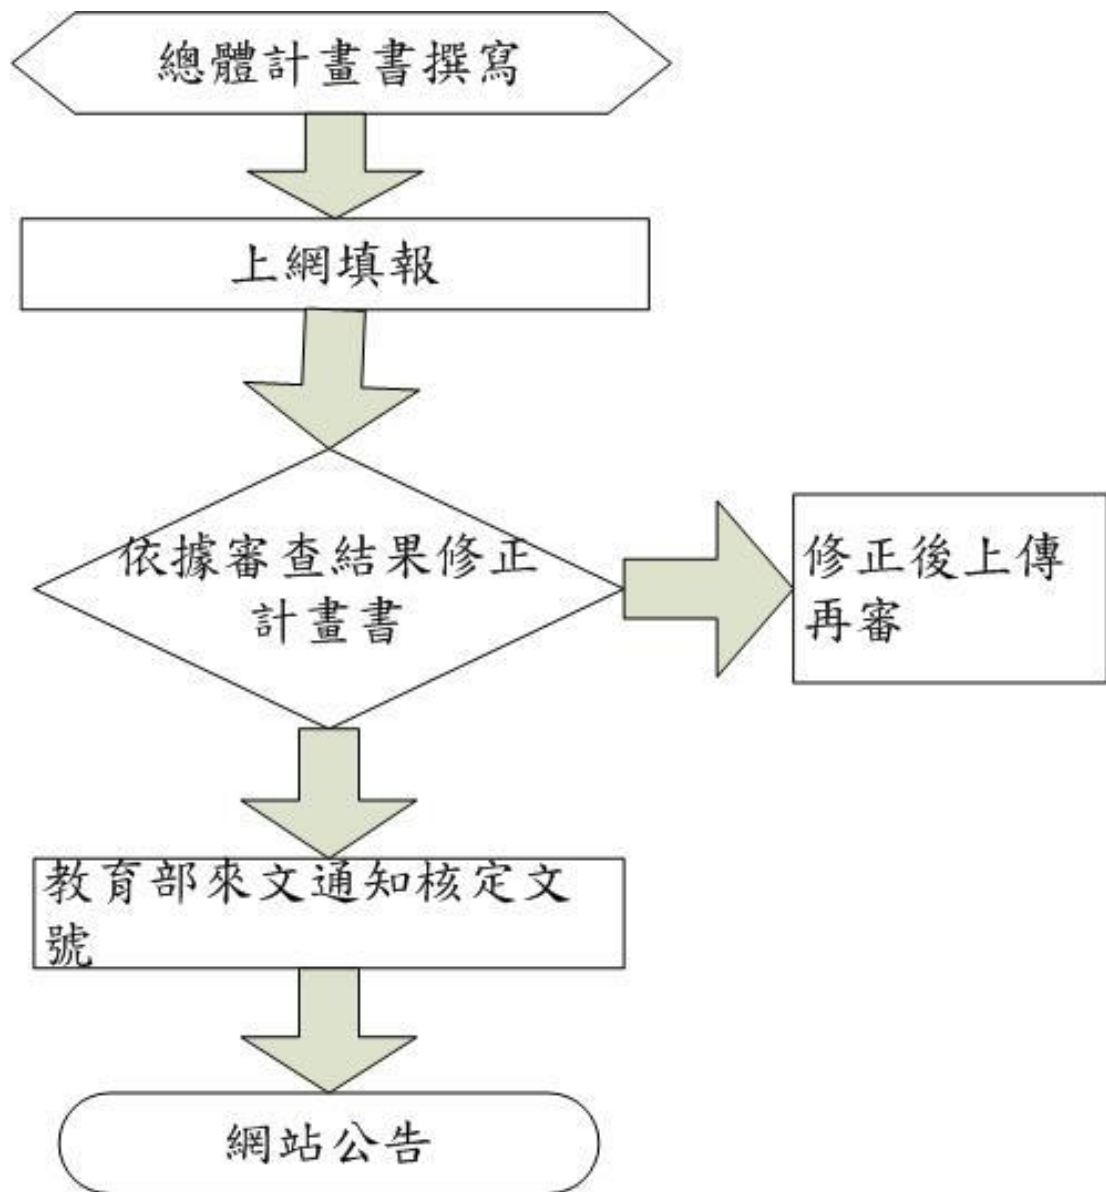 總體計畫書撰寫
上網填報
依據審查結果修正
計畫書
修正後上傳
再審
教育部來文通知核定文
號
網站公告